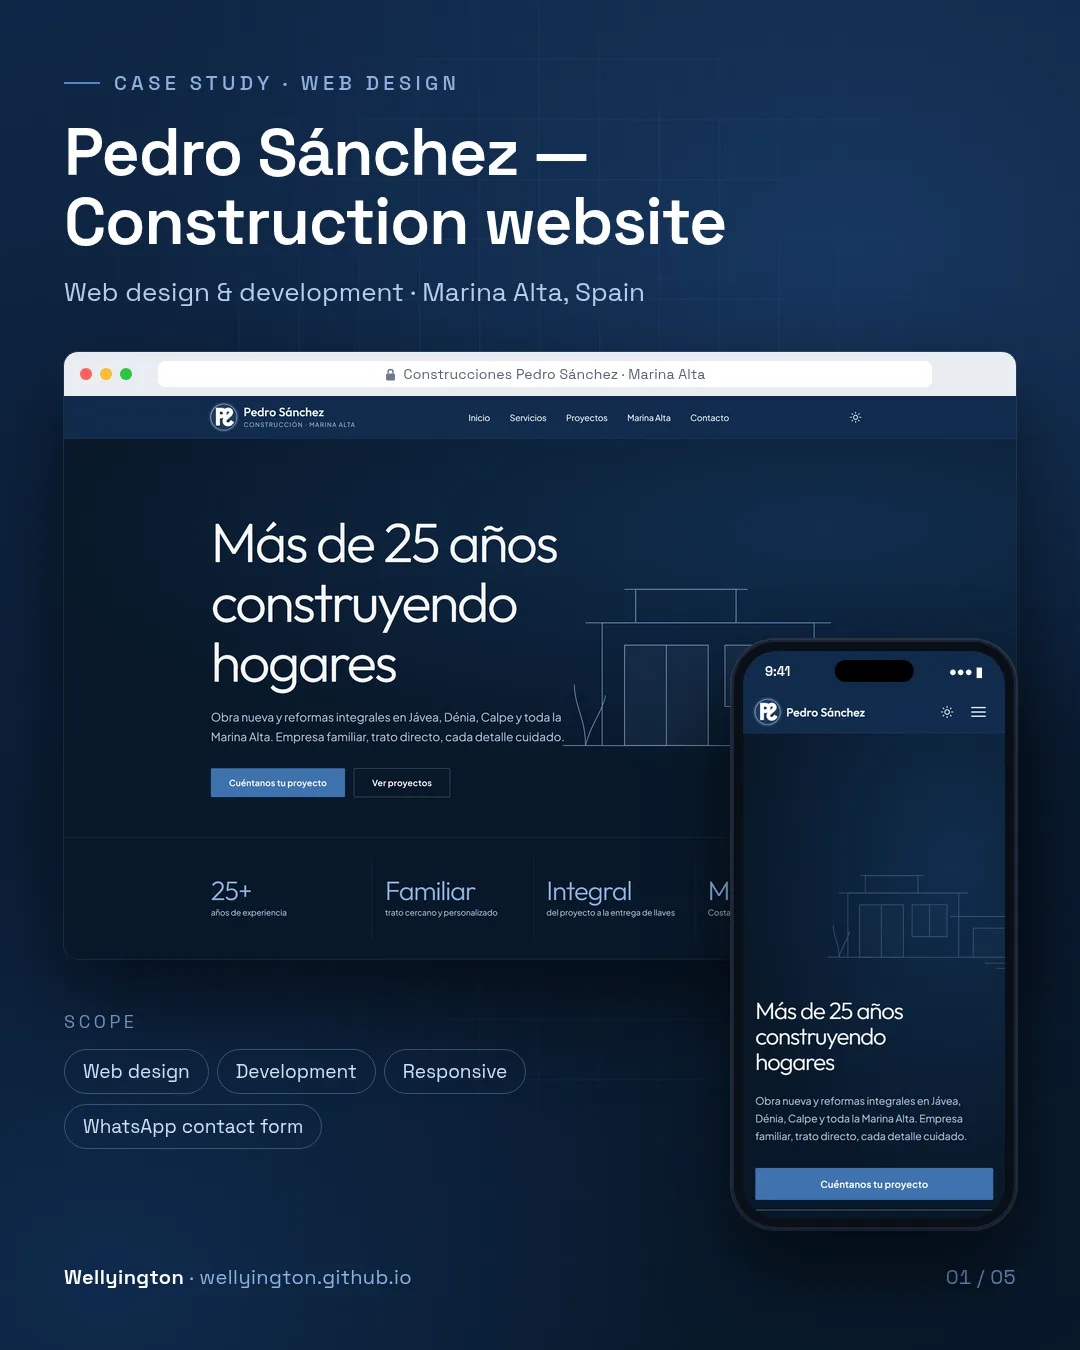 CASE STUDY · WEB DESIGN
Pedro Sánchez —
Construction website
Web design & development · Marina Alta, Spain
Construcciones Pedro Sánchez · Marina Alta
PS Pedro Sánchez
CONSTRUCCIÓN · MARINA ALTA
Inicio Servicios Proyectos Marina Alta Contacto
Más de 25 años
construyendo
hogares
Obra nueva y reformas integrales en Jávea, Dénia, Calpe y toda la
Marina Alta. Empresa familiar, trato directo, cada detalle cuidado.
Cuéntanos tu proyecto Ver proyectos
25+ Familiar Integral M
años de experiencia trato cercano y personalizado del proyecto a la entrega de llaves Costa
9:41
PS Pedro Sánchez
Más de 25 años
construyendo
hogares
Obra nueva y reformas integrales en Jávea,
Dénia, Calpe y toda la Marina Alta. Empresa
familiar, trato directo, cada detalle cuidado.
Cuéntanos tu proyecto
SCOPE
Web design Development Responsive
WhatsApp contact form
Wellyington · wellyington.github.io
01 / 05